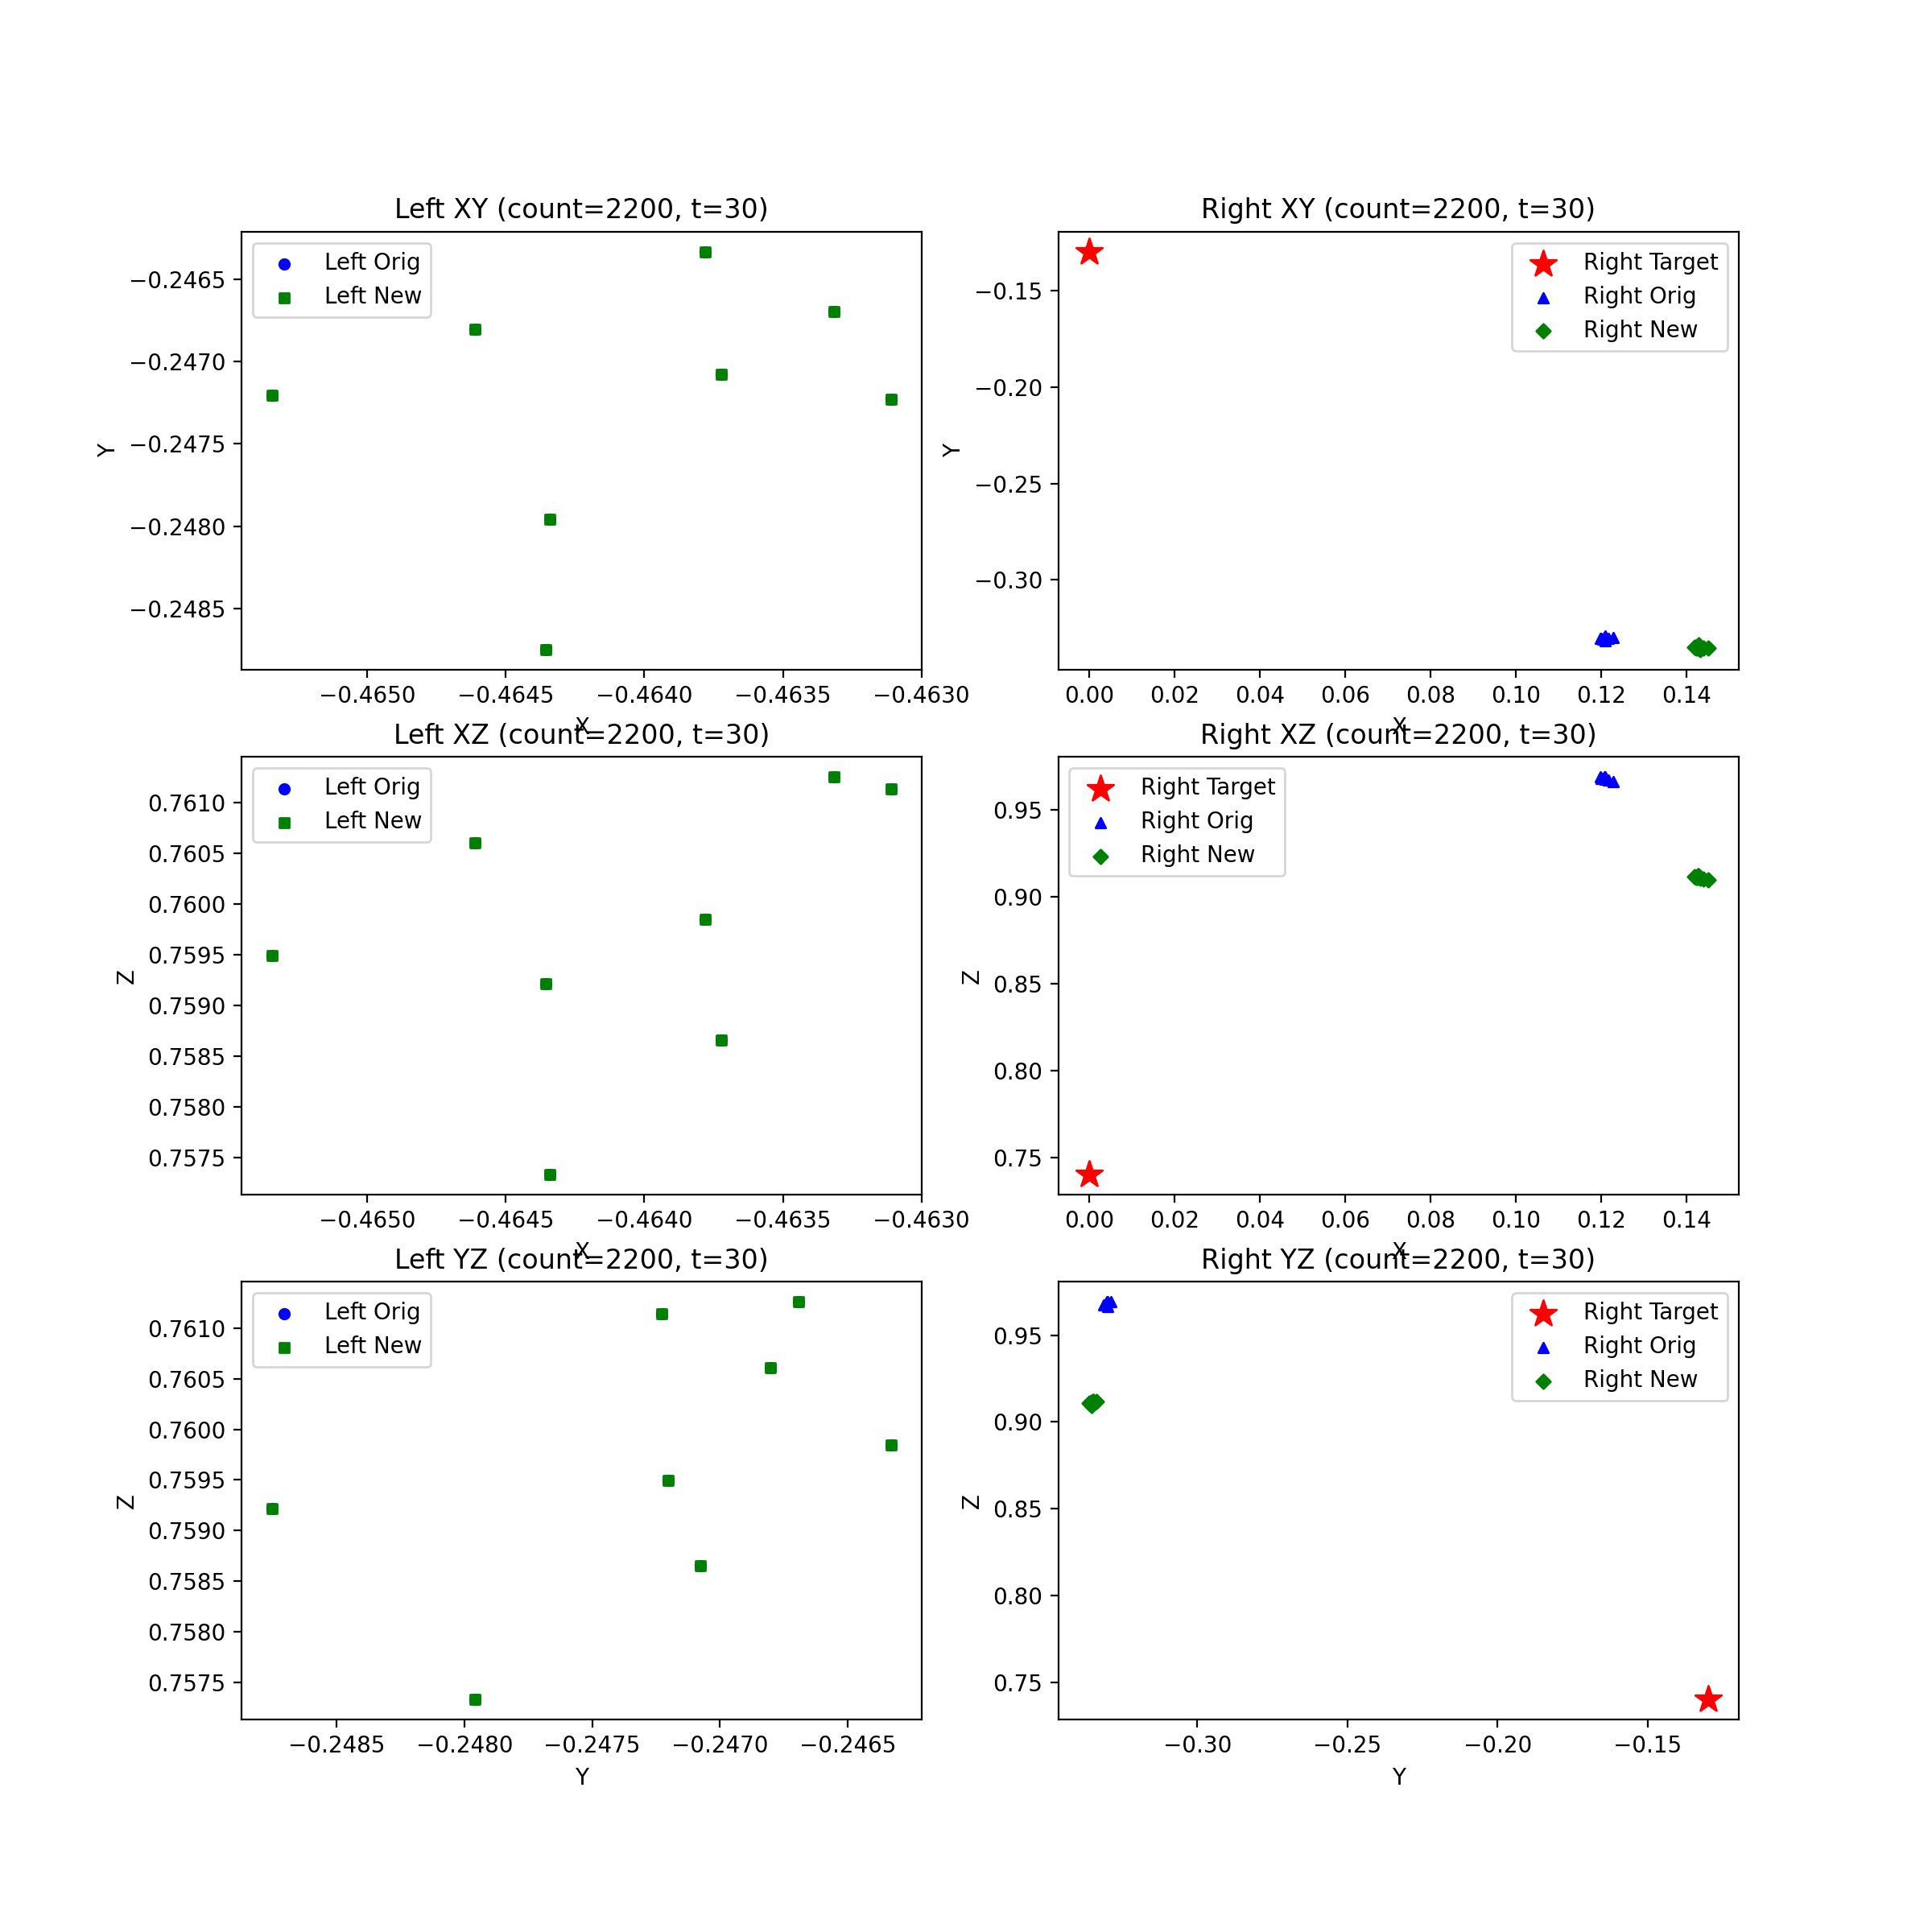 Left XY (count=2200, t=30)
Left Orig
Left New
−0.2465
−0.2470
−0.2475
−0.2480
−0.2485
Y
−0.4650
−0.4645
−0.4640
−0.4635
−0.4630
X
Right XY (count=2200, t=30)
Right Target
Right Orig
Right New
−0.15
−0.20
−0.25
−0.30
Y
0.00
0.02
0.04
0.06
0.08
0.10
0.12
0.14
X
Left XZ (count=2200, t=30)
Left Orig
Left New
0.7610
0.7605
0.7600
0.7595
0.7590
0.7585
0.7580
0.7575
Z
−0.4650
−0.4645
−0.4640
−0.4635
−0.4630
X
Right XZ (count=2200, t=30)
Right Target
Right Orig
Right New
0.95
0.90
0.85
0.80
0.75
Z
0.00
0.02
0.04
0.06
0.08
0.10
0.12
0.14
X
Left YZ (count=2200, t=30)
Left Orig
Left New
0.7610
0.7605
0.7600
0.7595
0.7590
0.7585
0.7580
0.7575
Z
−0.2485
−0.2480
−0.2475
−0.2470
−0.2465
Y
Right YZ (count=2200, t=30)
Right Target
Right Orig
Right New
0.95
0.90
0.85
0.80
0.75
Z
−0.30
−0.25
−0.20
−0.15
Y